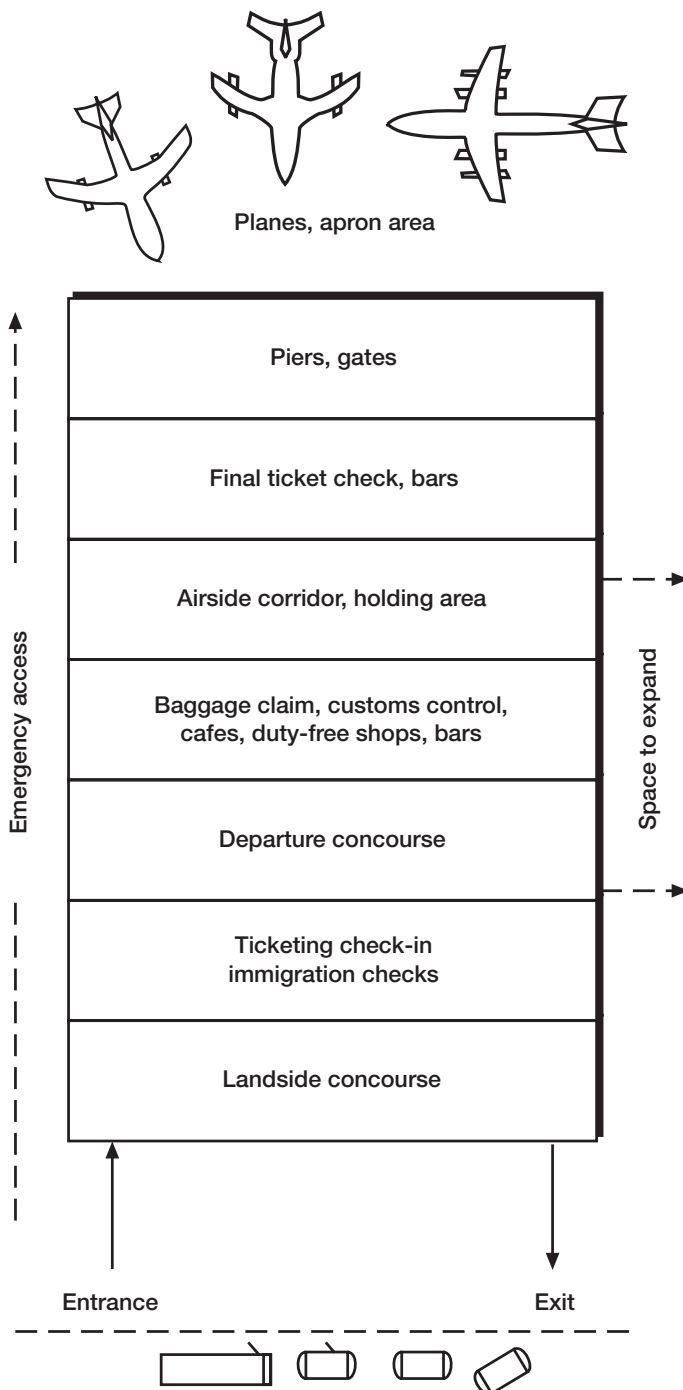 Planes, apron area
Piers, gates
Final ticket check, bars
Airside corridor, holding area
Baggage claim, customs control,
cafes, duty-free shops, bars
Departure concourse
Ticketing check-in
immigration checks
Landside concourse
Emergency access
Space to expand
Entrance
Exit